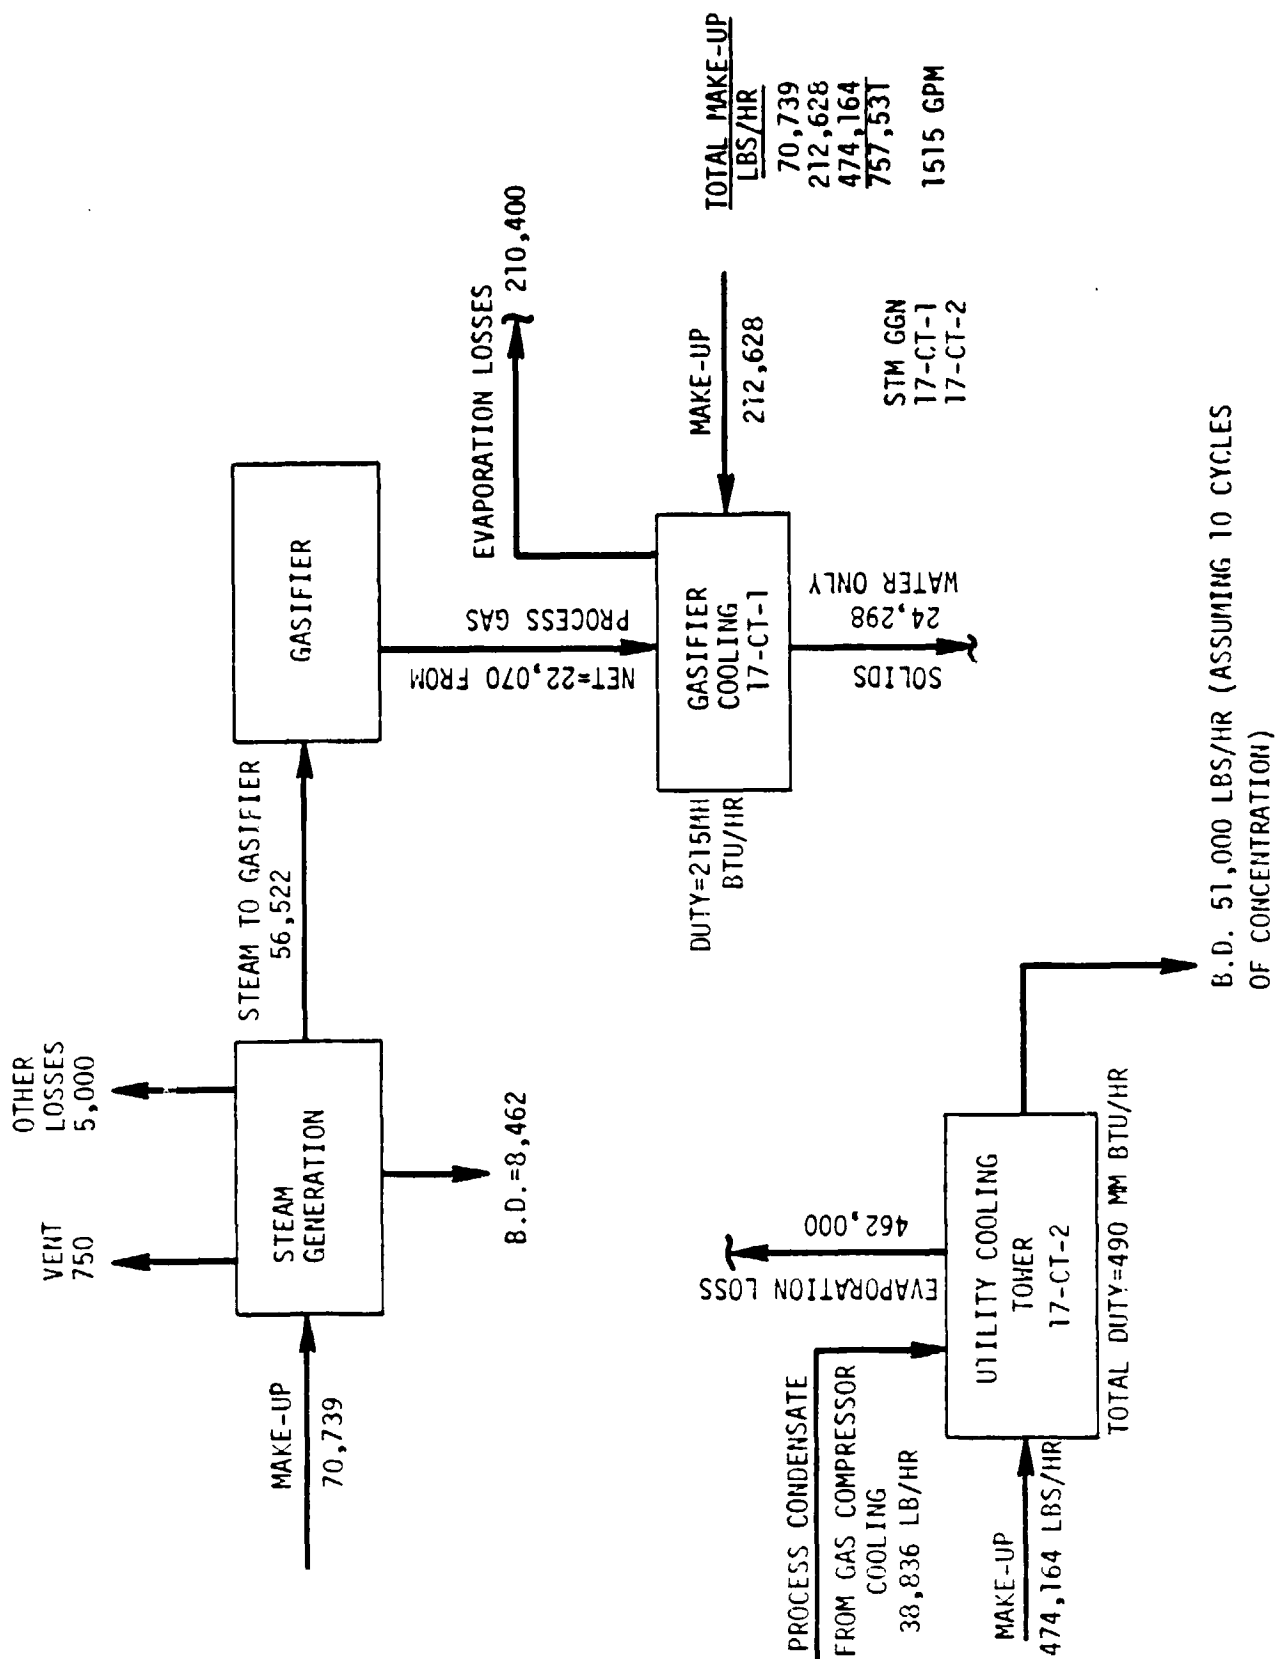 OTHER
LOSSES
5,000
VENT
750
STEAM TO GASIFIER
56,522
MAKE-UP
70,739
STEAM
GENERATION
B.D.=8,462
GASIFIER
NET=22,070 FROM
PROCESS GAS
EVAPORATION LOSSES
210,400
DUTY=215MH
BTU/HR
GASIFIER
COOLING
17-CT-1
MAKE-UP
212,628
SOLIDS
24,298
WATER ONLY
TOTAL MAKE-UP
LBS/HR
STM GGN 70,739
17-CT-1 212,628
17-CT-2 474,164
757,531
1515 GPM
PROCESS CONDENSATE
FROM GAS COMPRESSOR
COOLING
38,836 LB/HR
EVAPORATION LOSS
462,000
MAKE-UP
474,164 LBS/HR
UTILITY COOLING
TOWER
17-CT-2
TOTAL DUTY=490 MM BTU/HR
B.D. 51,000 LBS/HR (ASSUMING 10 CYCLES
OF CONCENTRATION)